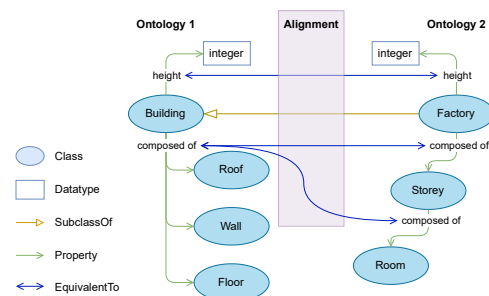 Ontology 1
Alignment
Ontology 2
integer
integer
height
height
Building
Factory
composed of
composed of
Class
Roof
Datatype
Storey
SubclassOf
Wall
composed of
Property
Room
EquivalentTo
Floor